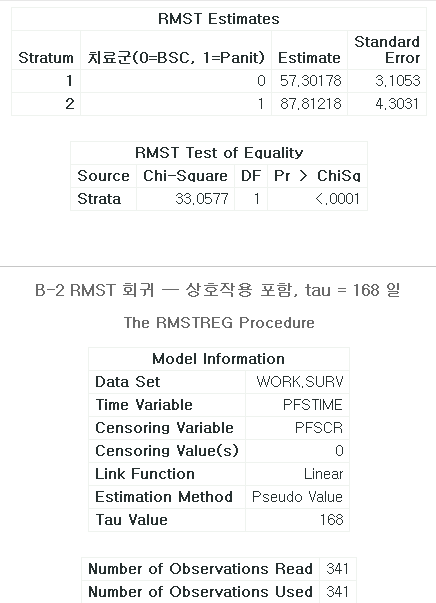 RMST Estimates
Stratum 치료군(0=BSC, 1=Panit) Estimate Standard Error
1 0 57.30178 3.1053
2 1 87.81218 4.3031
RMST Test of Equality
Source Chi-Square DF Pr > ChiSq
Strata 33.0577 1 <.0001
B-2 RMST 회귀 — 상호작용 포함, tau = 168 일
The RMSTREG Procedure
Model Information
Data Set WORK.SURV
Time Variable PFSTIME
Censoring Variable PFSCR
Censoring Value(s) 0
Link Function Linear
Estimation Method Pseudo Value
Tau Value 168
Number of Observations Read 341
Number of Observations Used 341